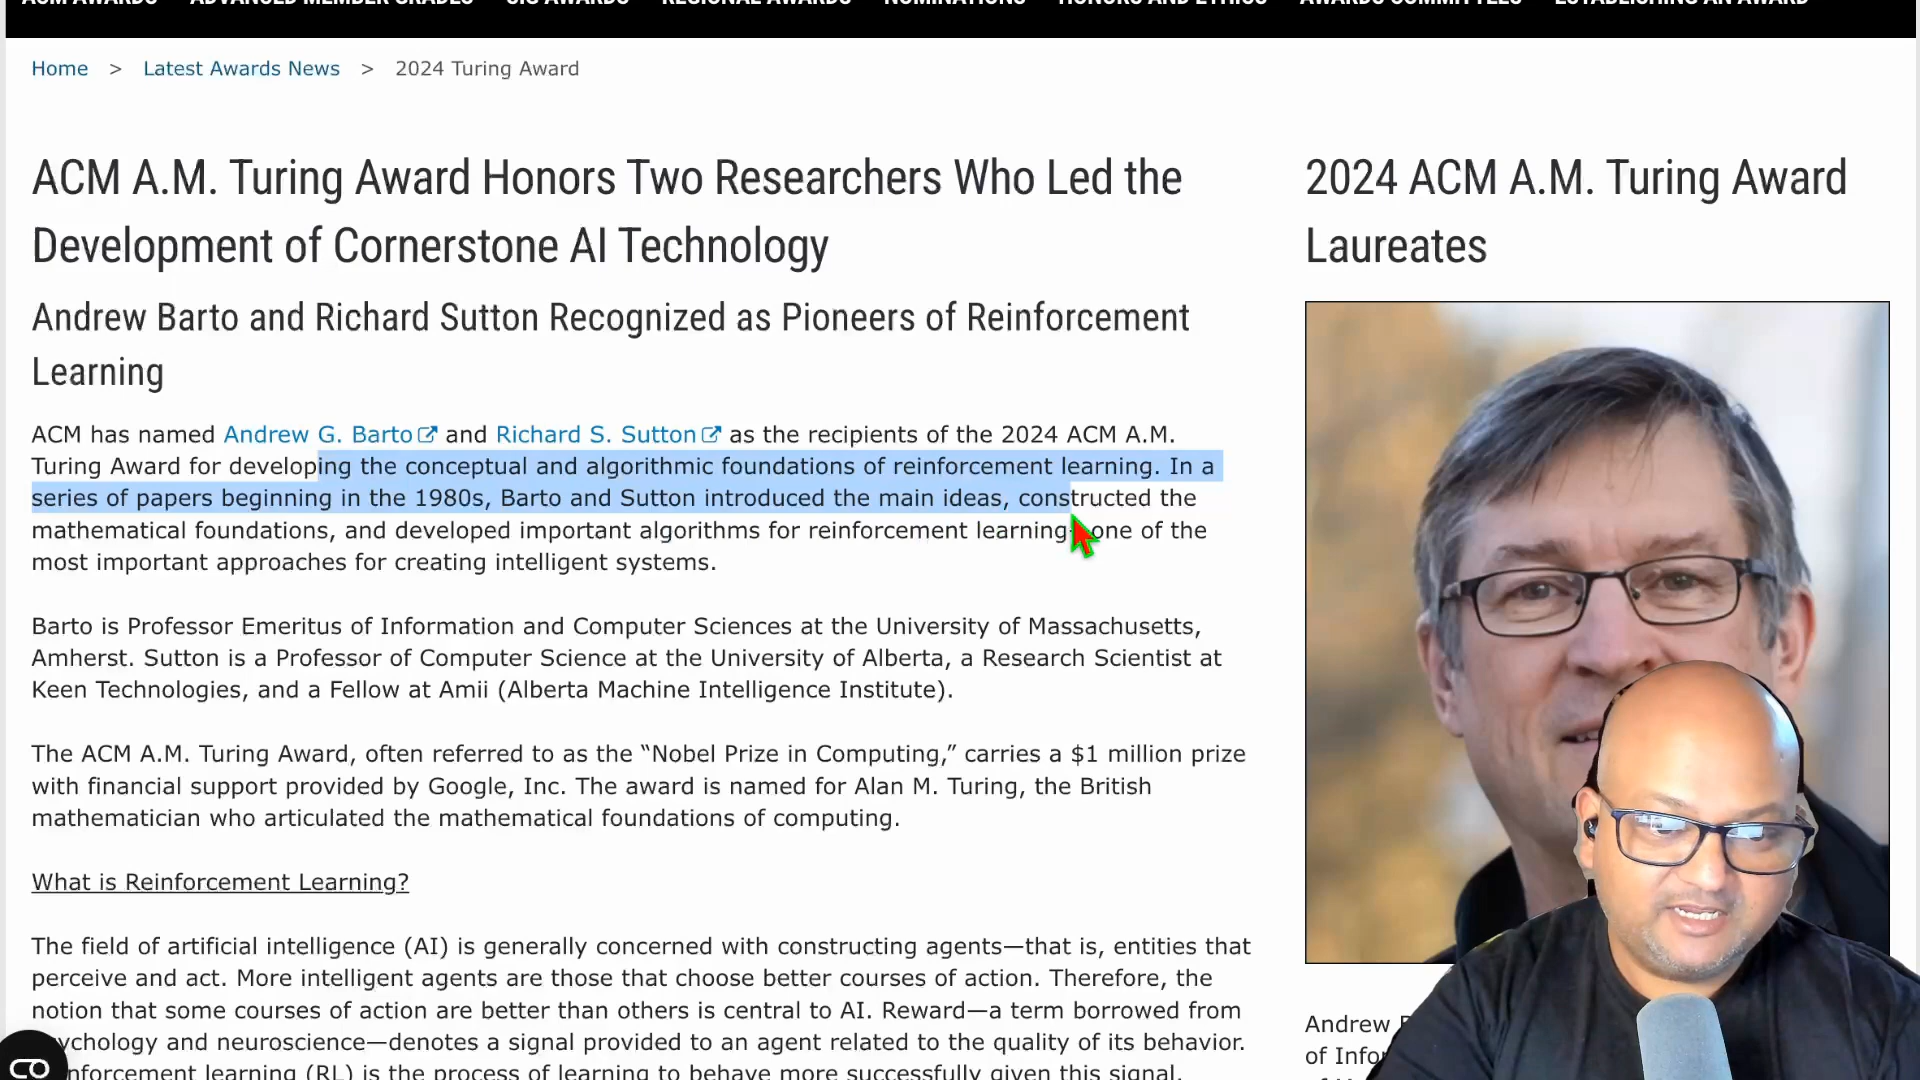 ACM AWARDS ADVANCED MEMBER GRADES SIG AWARDS REGIONAL AWARDS NOMINATIONS HONORS AND ETHICS AWARDS COMMITTEES ESTABLISHING AN AWARD
Home > Latest Awards News > 2024 Turing Award
ACM A.M. Turing Award Honors Two Researchers Who Led the
Development of Cornerstone AI Technology
Andrew Barto and Richard Sutton Recognized as Pioneers of Reinforcement
Learning
ACM has named Andrew G. Barto and Richard S. Sutton as the recipients of the 2024 ACM A.M.
Turing Award for developing the conceptual and algorithmic foundations of reinforcement learning. In a
series of papers beginning in the 1980s, Barto and Sutton introduced the main ideas, constructed the
mathematical foundations, and developed important algorithms for reinforcement learning—one of the
most important approaches for creating intelligent systems.
Barto is Professor Emeritus of Information and Computer Sciences at the University of Massachusetts,
Amherst. Sutton is a Professor of Computer Science at the University of Alberta, a Research Scientist at
Keen Technologies, and a Fellow at Amii (Alberta Machine Intelligence Institute).
The ACM A.M. Turing Award, often referred to as the “Nobel Prize in Computing,” carries a $1 million prize
with financial support provided by Google, Inc. The award is named for Alan M. Turing, the British
mathematician who articulated the mathematical foundations of computing.
What is Reinforcement Learning?
The field of artificial intelligence (AI) is generally concerned with constructing agents—that is, entities that
perceive and act. More intelligent agents are those that choose better courses of action. Therefore, the
notion that some courses of action are better than others is central to AI. Reward—a term borrowed from
ychology and neuroscience—denotes a signal provided to an agent related to the quality of its behavior.
nforcement learning (RL) is the process of learning to behave more successfully given this signal.
2024 ACM A.M. Turing Award
Laureates
Andrew
of Infor